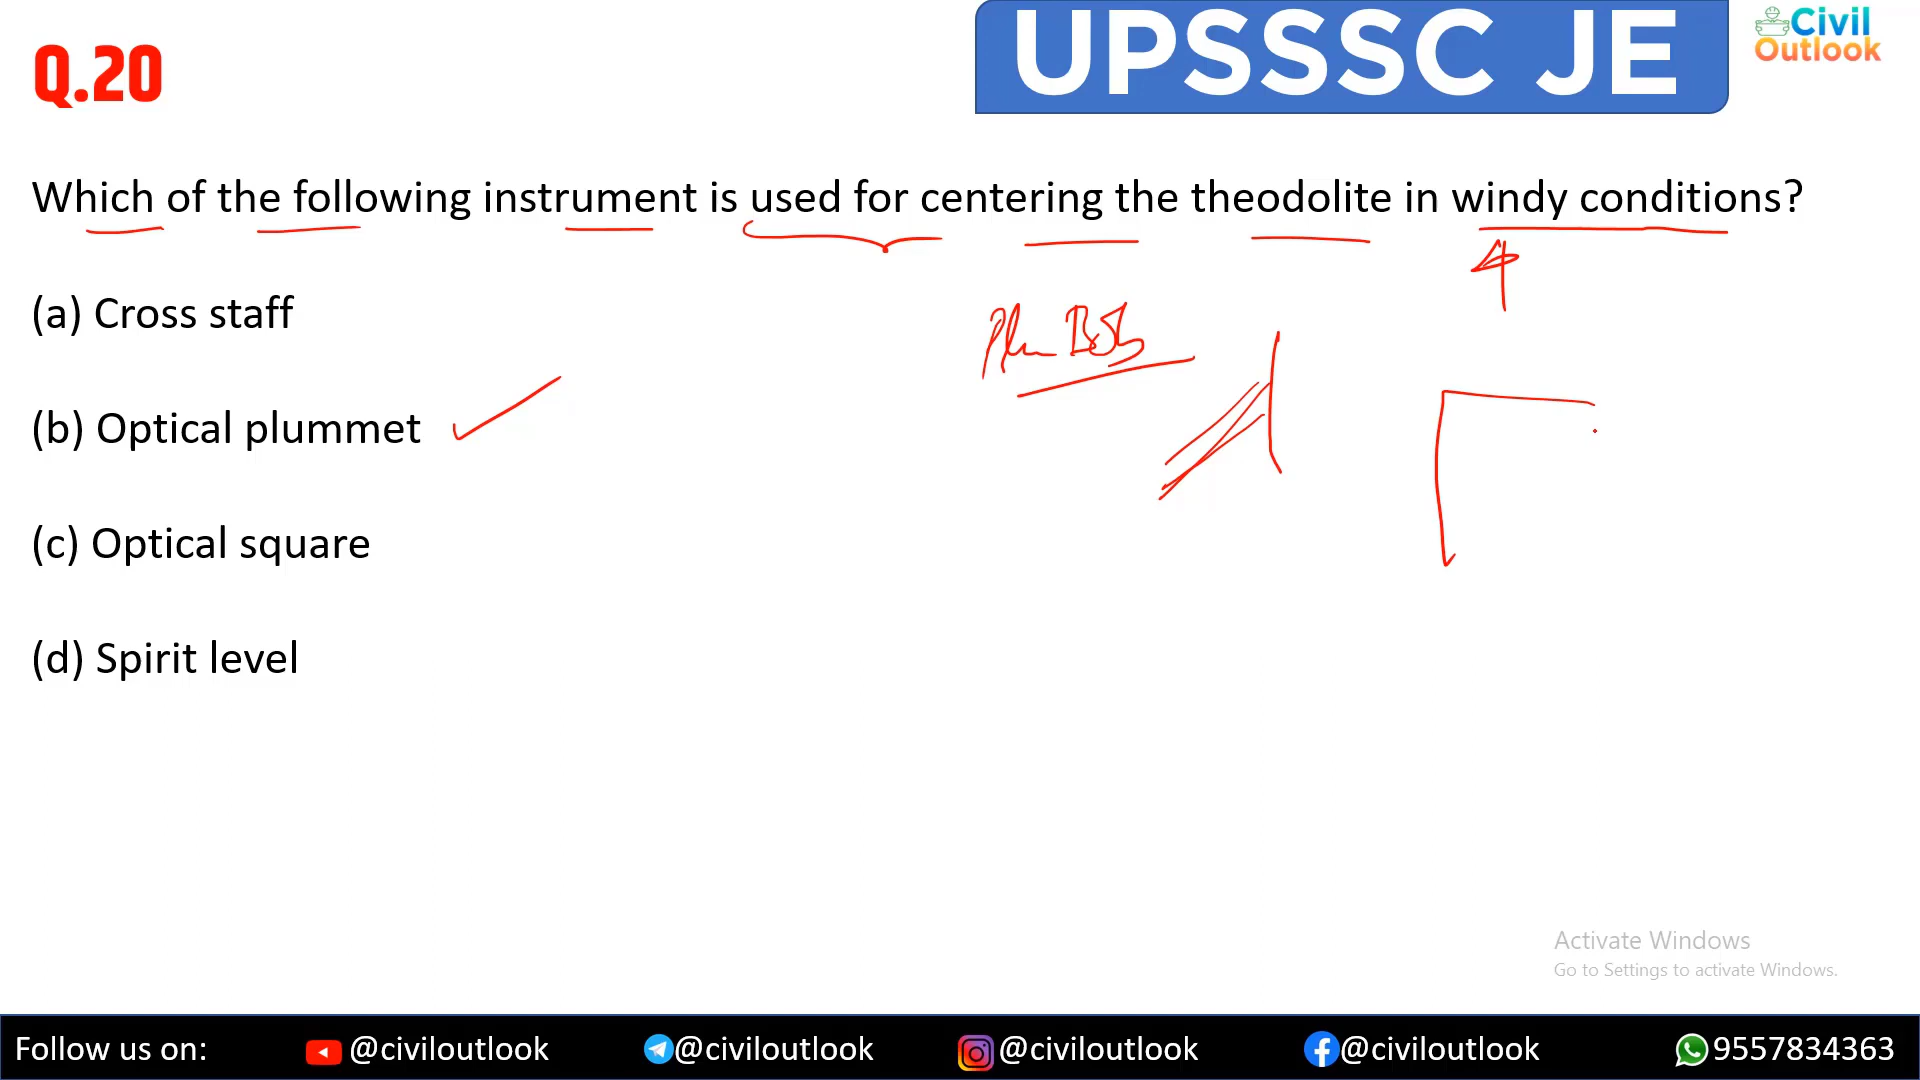 UPSSSC JE
Civil
Outlook
Q.20
Which of the following instrument is used for centering the theodolite in windy conditions?
(a) Cross staff
(b) Optical plummet
(c) Optical square
(d) Spirit level
Activate Windows
Go to Settings to activate Windows.
Follow us on: @civiloutlook @civiloutlook @civiloutlook @civiloutlook 9557834363